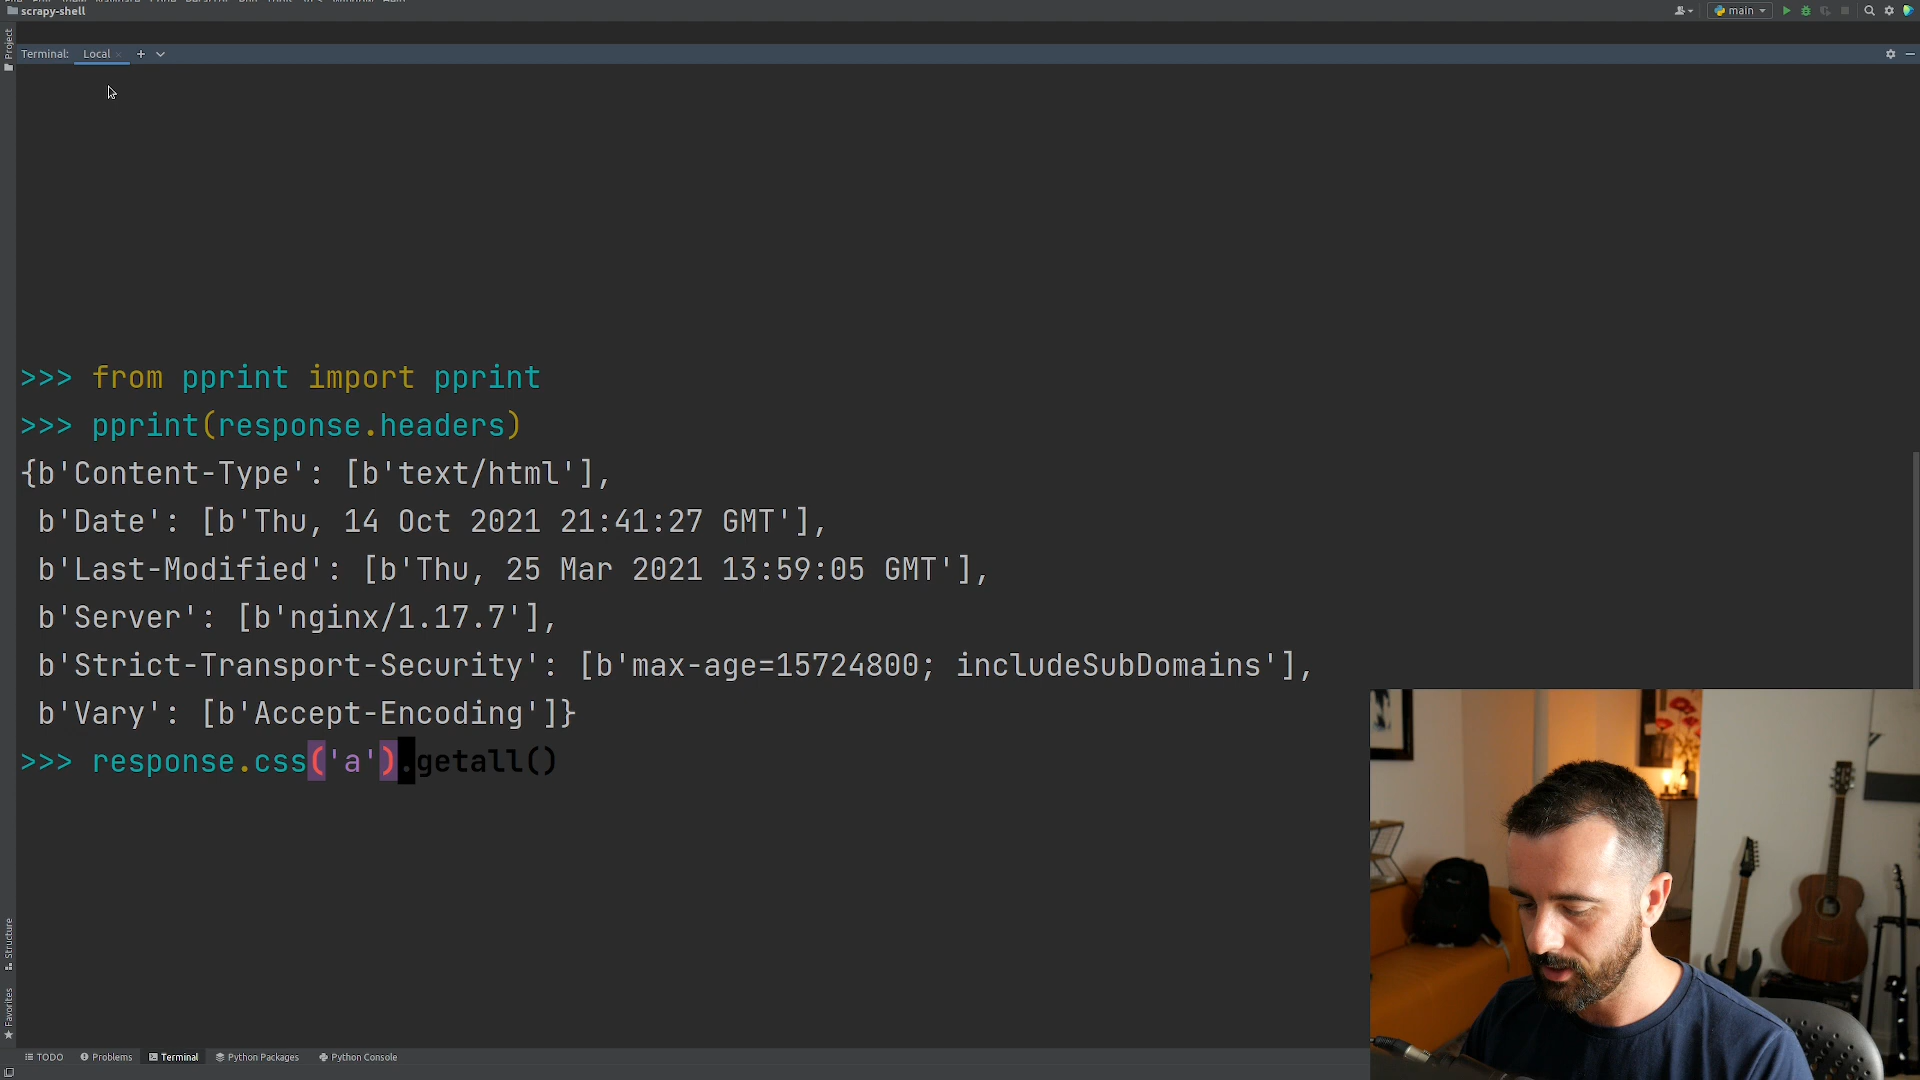 scrapy-shell
main
Project
Terminal: Local
>>> from pprint import pprint
>>> pprint(response.headers)
{b'Content-Type': [b'text/html'],
b'Date': [b'Thu, 14 Oct 2021 21:41:27 GMT'],
b'Last-Modified': [b'Thu, 25 Mar 2021 13:59:05 GMT'],
b'Server': [b'nginx/1.17.7'],
b'Strict-Transport-Security': [b'max-age=15724800; includeSubDomains'],
b'Vary': [b'Accept-Encoding']}
>>> response.css('a').getall()
Structure
Favorites
TODO Problems Terminal Python Packages Python Console